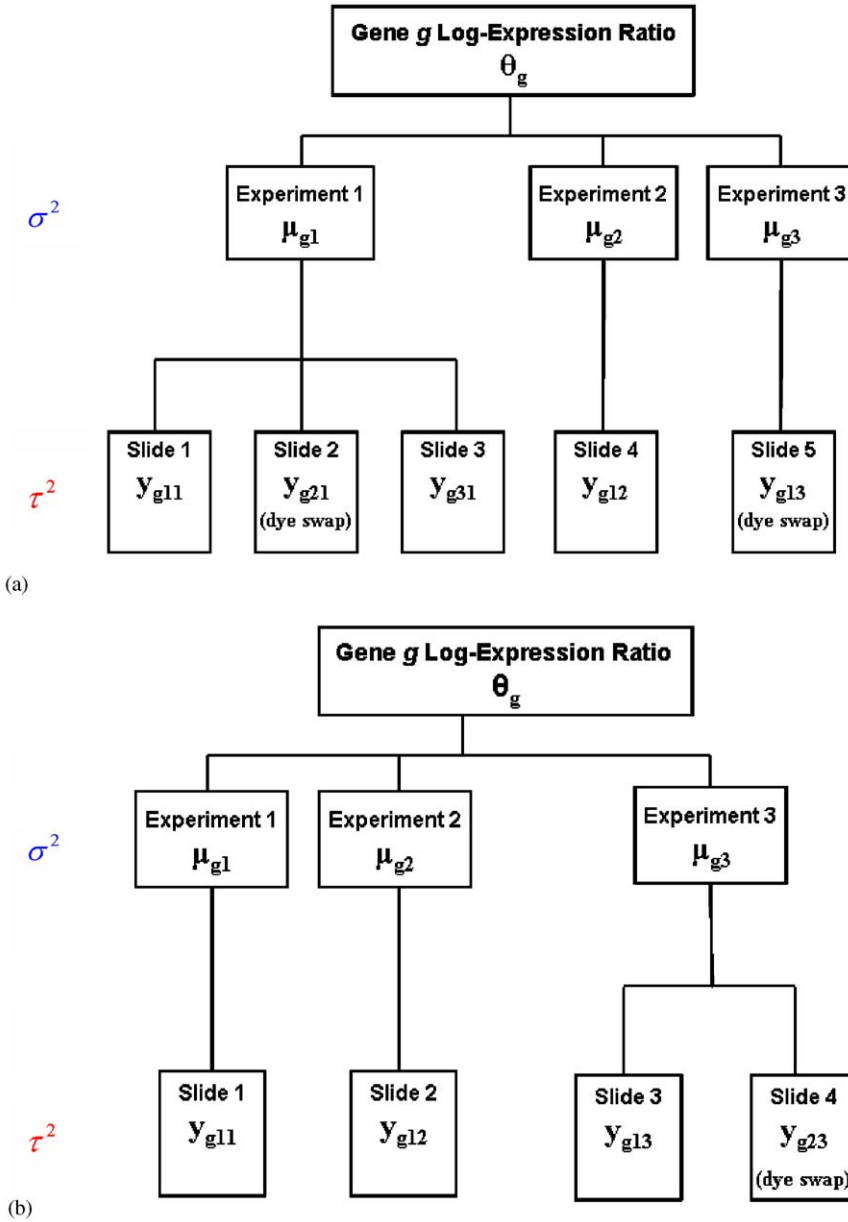 Gene g Log-Expression Ratio
θg
σ²
Experiment 1
μg1
Experiment 2
μg2
Experiment 3
μg3
τ²
Slide 1
yg11
Slide 2
yg21
(dye swap)
Slide 3
yg31
Slide 4
yg12
Slide 5
yg13
(dye swap)
(a)
Gene g Log-Expression Ratio
θg
σ²
Experiment 1
μg1
Experiment 2
μg2
Experiment 3
μg3
τ²
Slide 1
yg11
Slide 2
yg12
Slide 3
yg13
Slide 4
yg23
(dye swap)
(b)